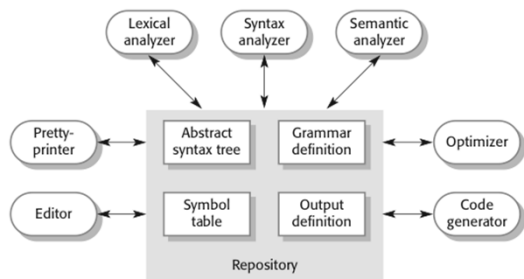 Lexical
analyzer
Syntax
analyzer
Semantic
analyzer
Pretty-
printer
Abstract
syntax tree
Grammar
definition
Optimizer
Editor
Symbol
table
Output
definition
Code
generator
Repository